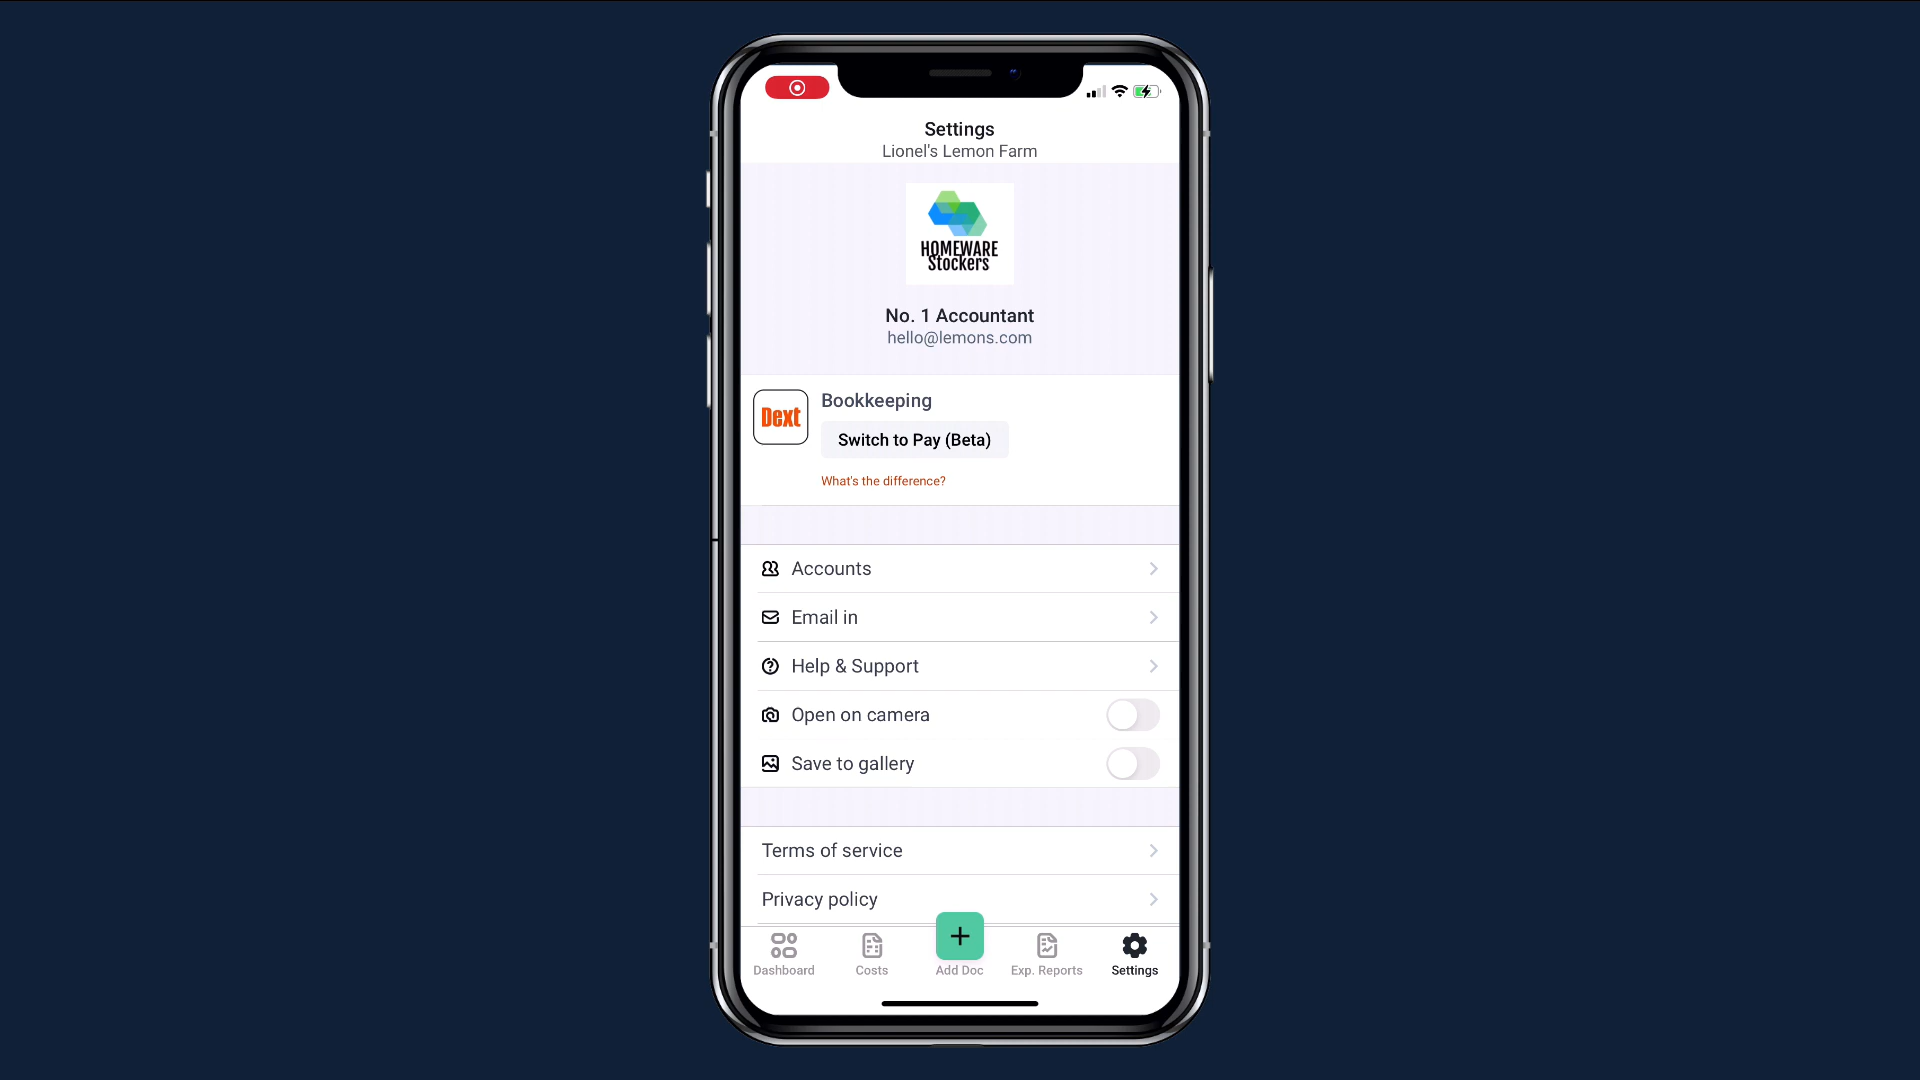 Settings
Lionel's Lemon Farm
HOMEWARE
Stockers
No. 1 Accountant
hello@lemons.com
Dext
Bookkeeping
Switch to Pay (Beta)
What's the difference?
Accounts
Email in
Help & Support
Open on camera
Save to gallery
Terms of service
Privacy policy
Dashboard
Costs
Add Doc
Exp. Reports
Settings